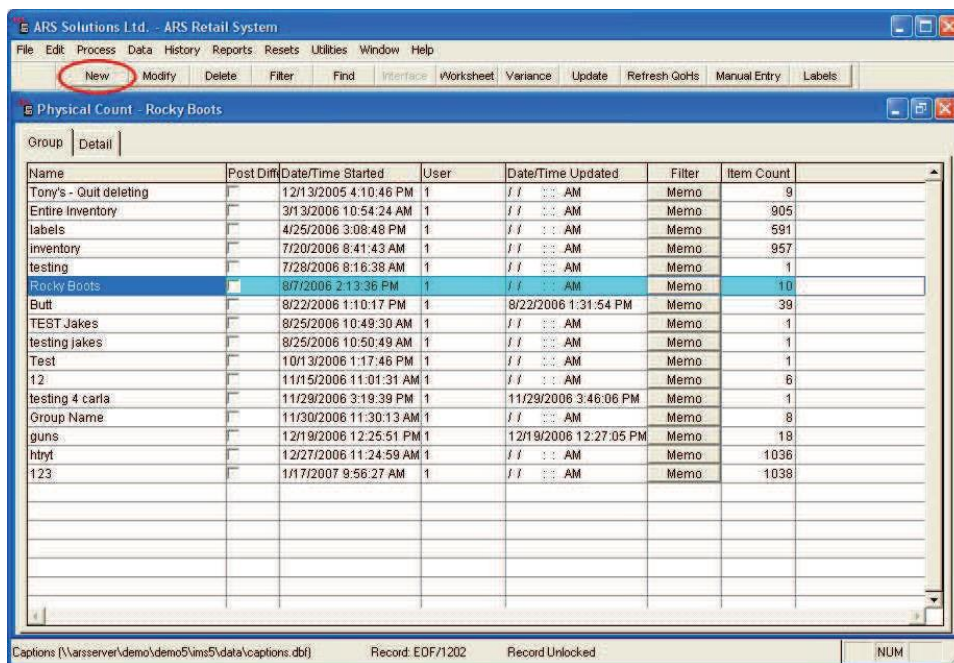 ARS Solutions Ltd. - ARS Retail System
File Edit Process Data History Reports Resets Utilities Window Help
New Modify Delete Filter Find Interface Worksheet Variance Update Refresh QoHs Manual Entry Labels
Physical Count - Rocky Boots
Group Detail
Name Post Diff Date/Time Started User Date/Time Updated Filter Item Count
Tony's - Quit deleting 12/13/2005 4:10:46 PM 1 / / : : AM Memo 9
Entire Inventory 3/13/2006 10:54:24 AM 1 / / : : AM Memo 905
labels 4/25/2006 3:08:48 PM 1 / / : : AM Memo 591
inventory 7/20/2006 8:41:43 AM 1 / / : : AM Memo 957
testing 7/28/2006 8:16:38 AM 1 / / : : AM Memo 1
Rocky Boots 8/7/2006 2:13:36 PM 1 / / : : AM Memo 10
Butt 8/22/2006 1:10:17 PM 1 8/22/2006 1:31:54 PM Memo 39
TEST Jakes 8/25/2006 10:49:30 AM 1 / / : : AM Memo 1
testing jakes 8/25/2006 10:50:49 AM 1 / / : : AM Memo 1
Test 10/13/2006 1:17:46 PM 1 / / : : AM Memo 1
12 11/15/2006 11:01:31 AM 1 / / : : AM Memo 6
testing 4 carla 11/29/2006 3:19:39 PM 1 11/29/2006 3:46:06 PM Memo 1
Group Name 11/30/2006 11:30:13 AM 1 / / : : AM Memo 8
guns 12/19/2006 12:25:51 PM 1 12/19/2006 12:27:05 PM Memo 18
htryt 12/27/2006 11:24:59 AM 1 / / : : AM Memo 1036
123 1/17/2007 9:56:27 AM 1 / / : : AM Memo 1038
Captions (\\arsserver\demo\demo5\ims5\data\captions.dbf) Record: EOF/1202 Record Unlocked NUM